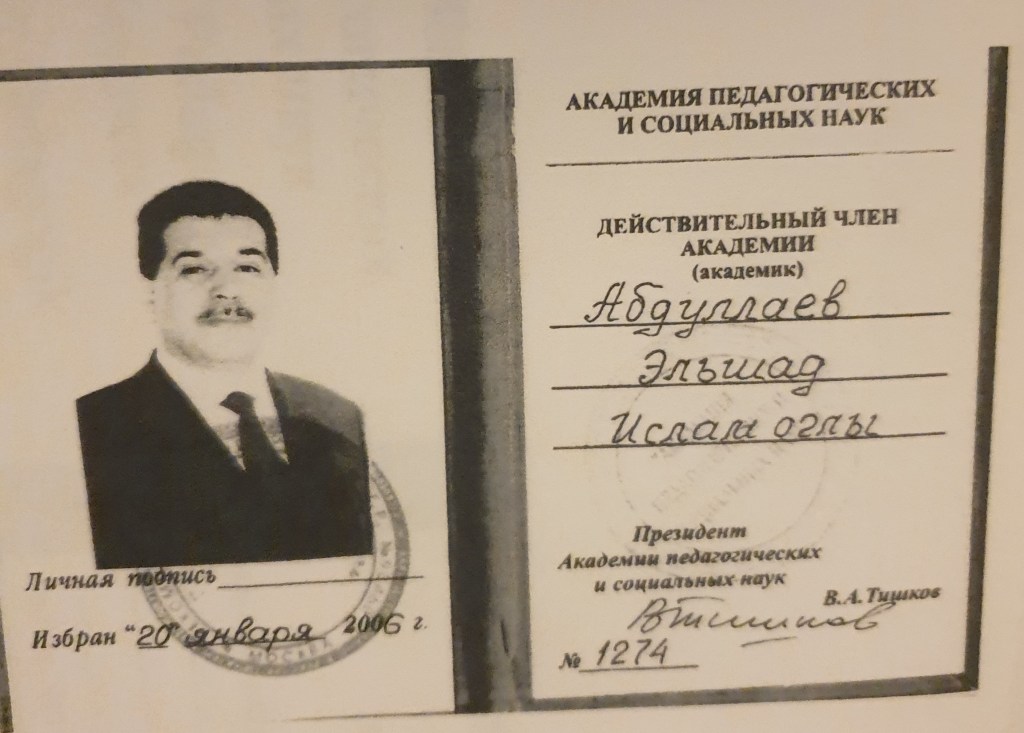 Личная подпись
Избран "20" января 2006 г.
МОСКВА
АКАДЕМИЯ ПЕДАГОГИЧЕСКИХ
И СОЦИАЛЬНЫХ НАУК
ДЕЙСТВИТЕЛЬНЫЙ ЧЛЕН
АКАДЕМИИ
(академик)
Абдуллаев
Эльшад
Ислам оглы
Президент
Академии педагогических
и социальных наук
В.А. Тишков
№ 1274